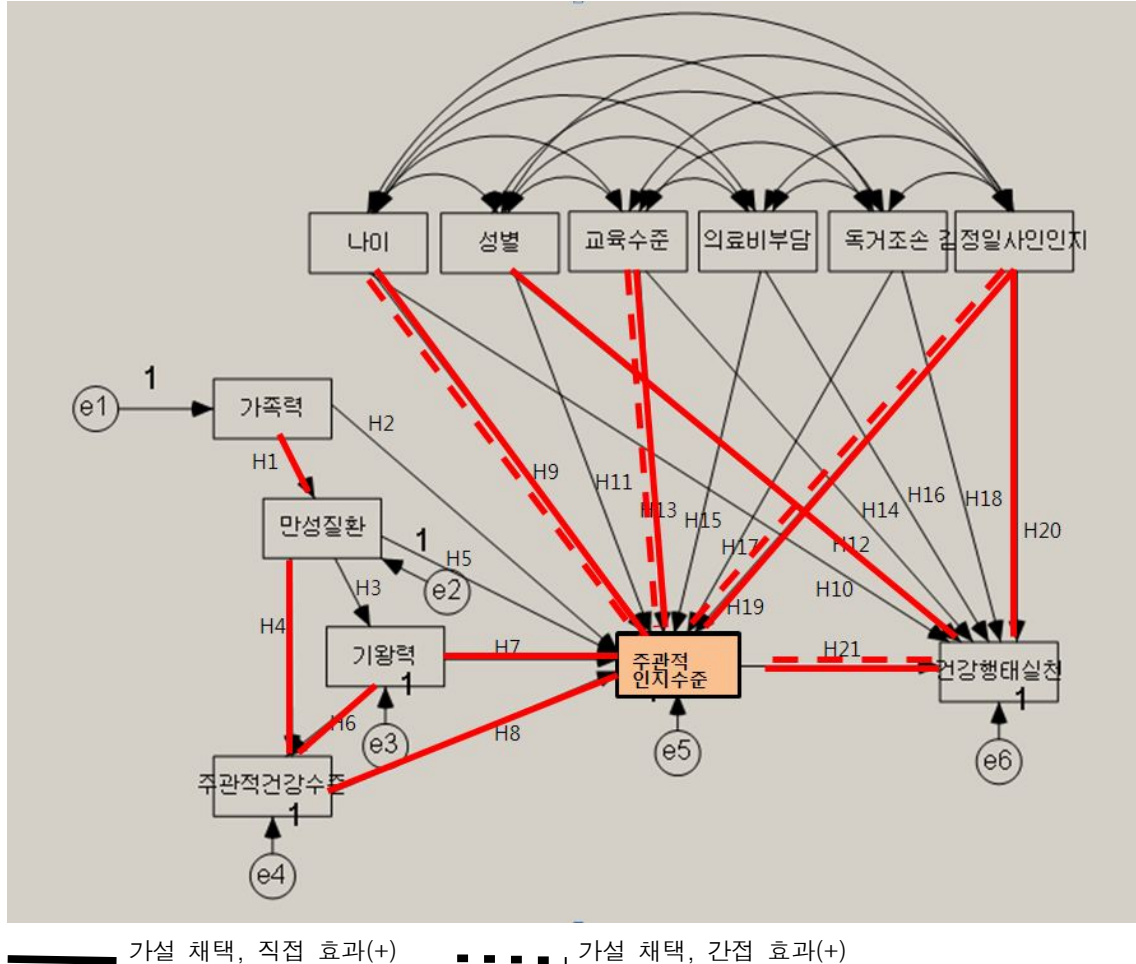 나이
성별
교육수준
의료비부담
독거조손
김정일사인인지
1
e1
가족력
H2
H1
H9
H11
H13
H15
H16
H14
H18
H20
만성질환
1
H5
e2
H3
H17
H12
H10
H19
H4
기왕력
1
H7
주관적
인지수준
H21
건강행태실천
1
H6
e3
H8
e5
e6
주관적건강수준
1
e4
가설 채택, 직접 효과(+)
가설 채택, 간접 효과(+)